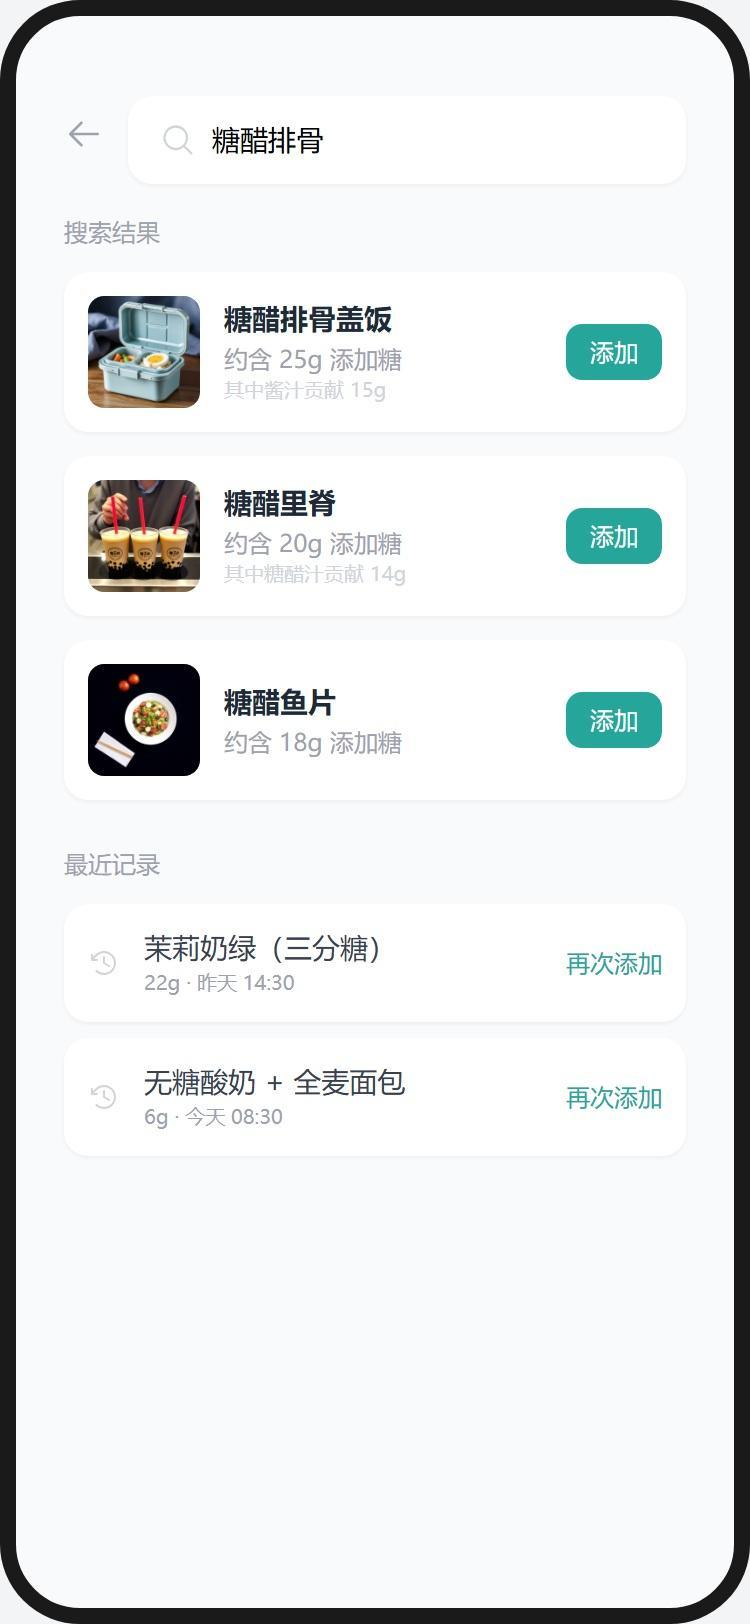 糖醋排骨
搜索结果
糖醋排骨盖饭
约含 25g 添加糖
其中酱汁贡献 15g
添加
糖醋里脊
约含 20g 添加糖
其中糖醋汁贡献 14g
添加
糖醋鱼片
约含 18g 添加糖
添加
最近记录
茉莉奶绿（三分糖）
22g · 昨天 14:30
再次添加
无糖酸奶 + 全麦面包
6g · 今天 08:30
再次添加